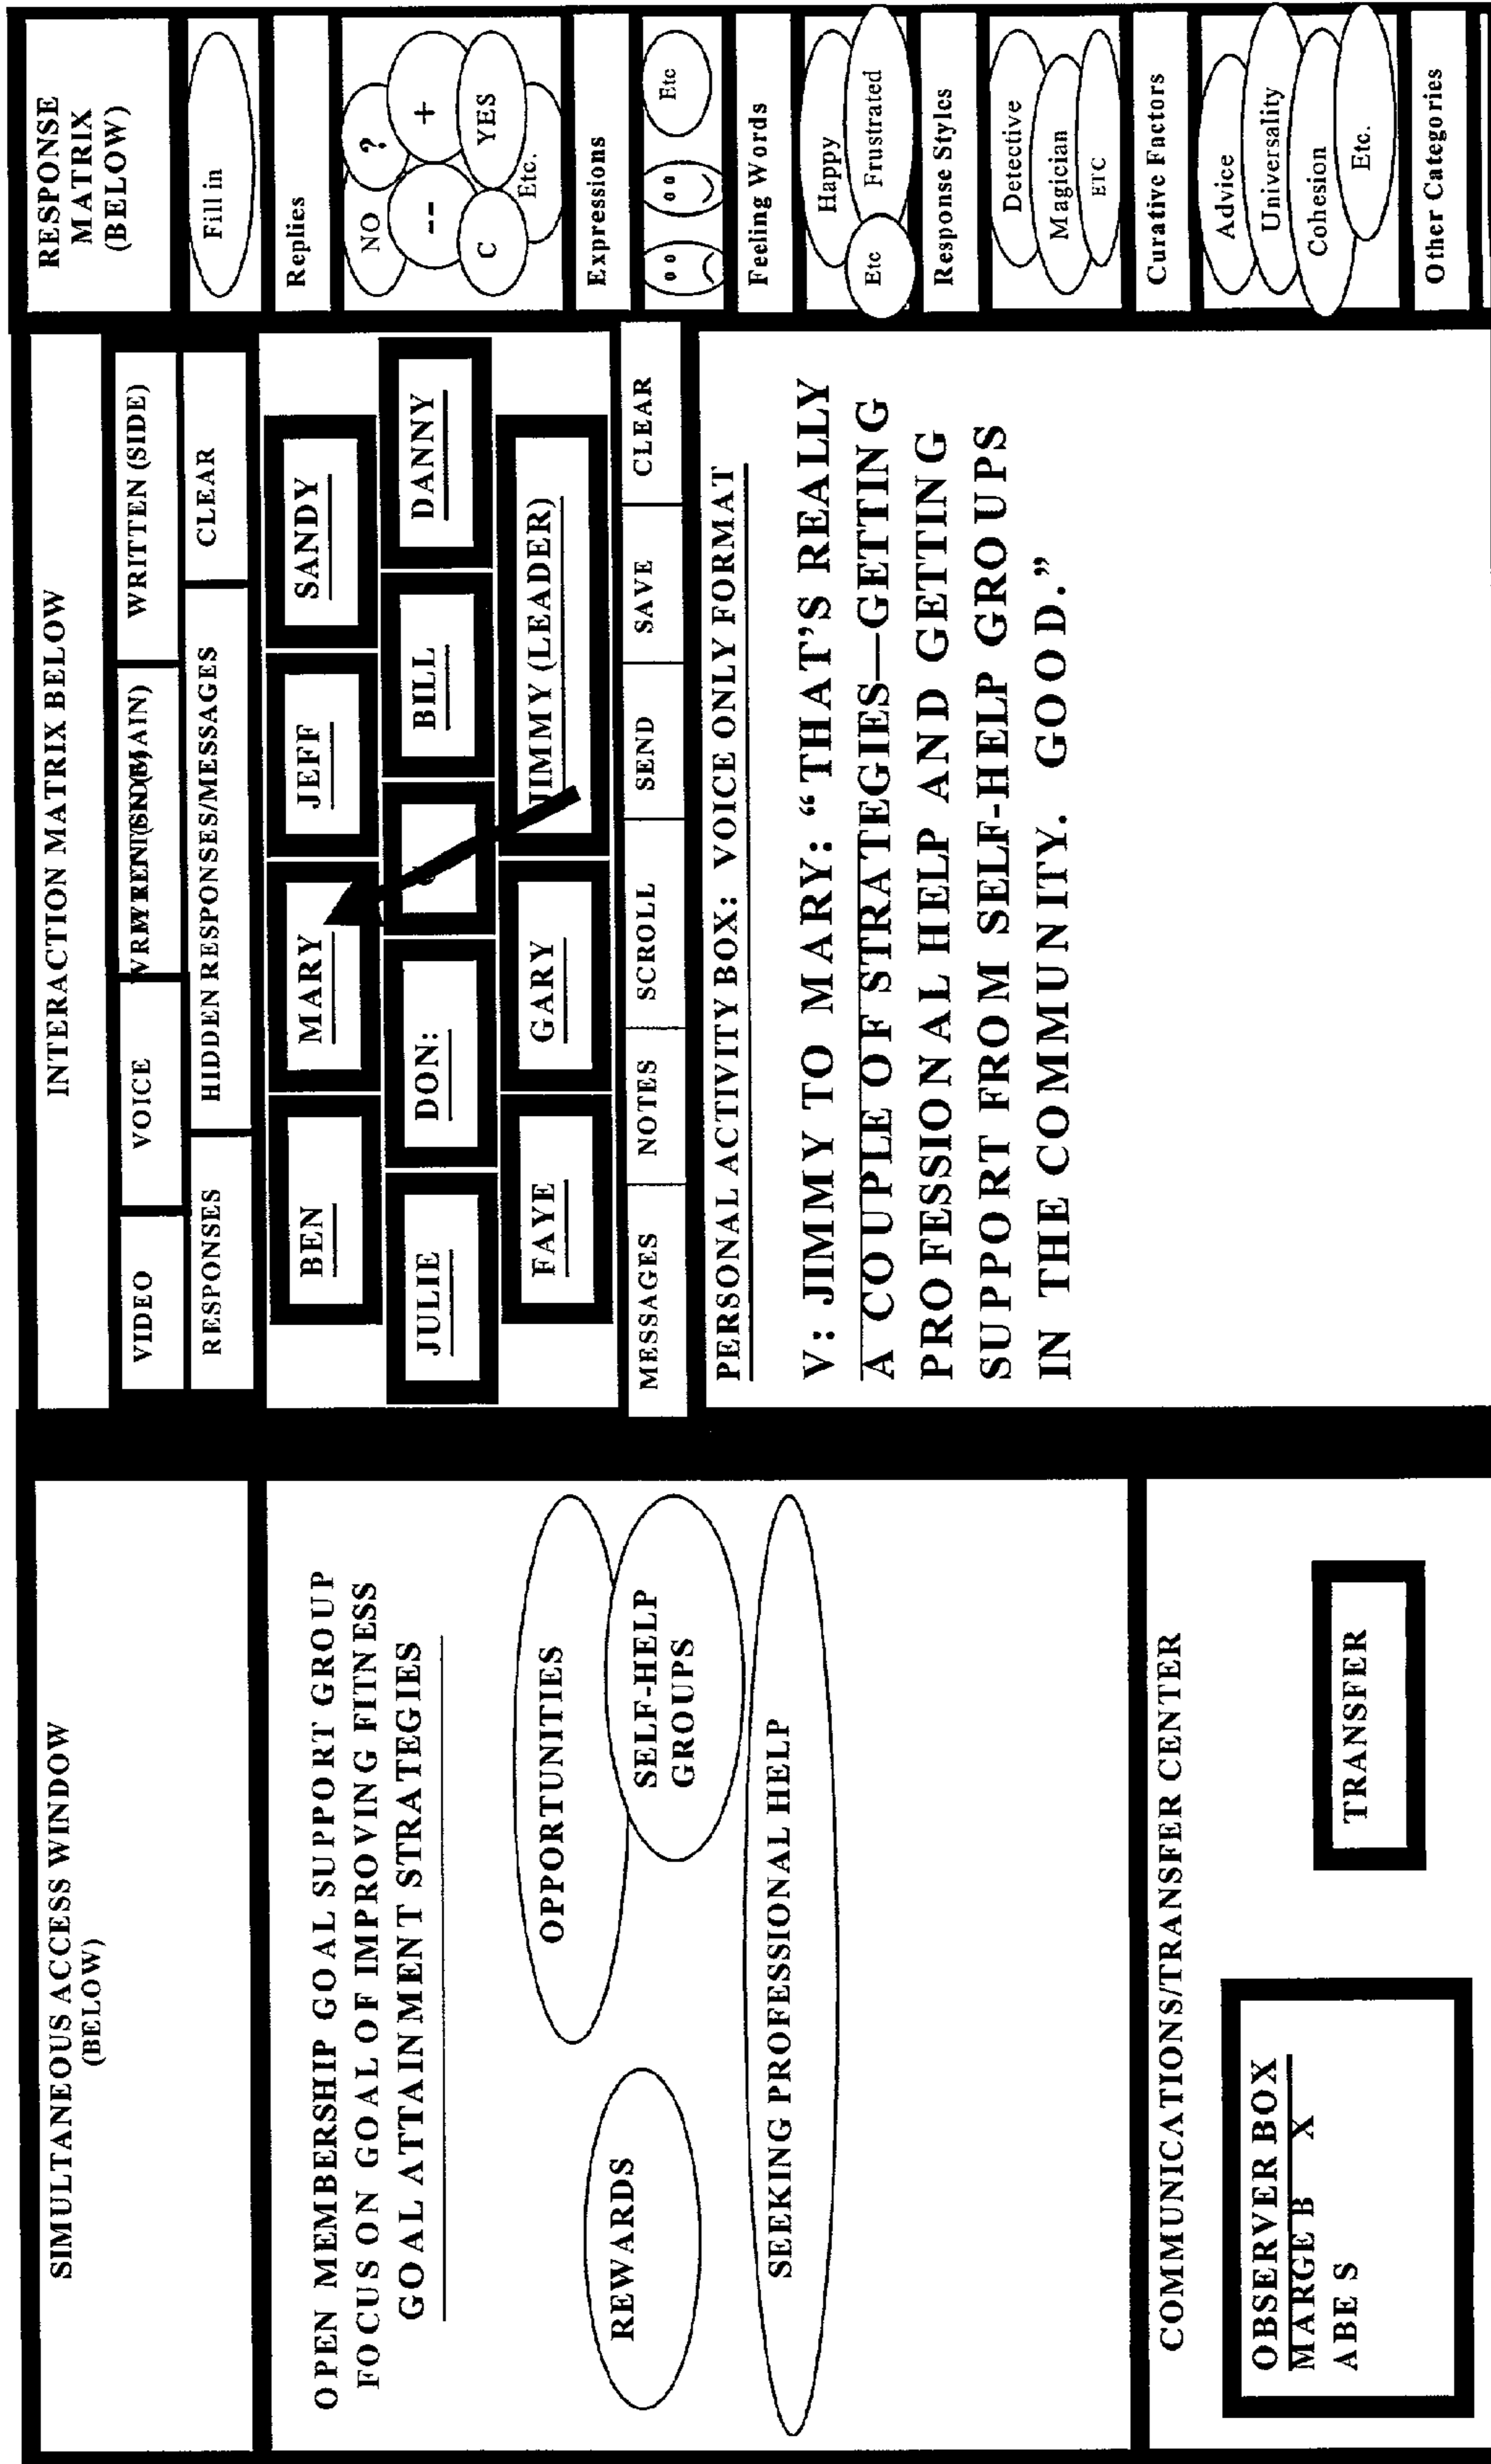 SIMULTANEOUS ACCESS WINDOW
(BELOW)
OPEN MEMBERSHIP GOAL SUPPORT GROUP
FOCUS ON GOAL OF IMPROVING FITNESS
GOAL ATTAINMENT STRATEGIES
OPPORTUNITIES
REWARDS
SELF-HELP
GROUPS
SEEKING PROFESSIONAL HELP
COMMUNICATIONS/TRANSFER CENTER
OBSERVER BOX
MARGE B X
ABE S
TRANSFER
INTERACTION MATRIX BELOW
VIDEO
VOICE
WRITTEN (SIDE)
RESPONSES
HIDDEN RESPONSES/MESSAGES
CLEAR
BEN
MARY
JEFF
SANDY
JULIE
DON:
BILL
DANNY
FAYE
GARY
JIMMY (LEADER)
MESSAGES
NOTES
SCROLL
SEND
SAVE
CLEAR
PERSONAL ACTIVITY BOX: VOICE ONLY FORMAT
V: JIMMY TO MARY: “THAT’S REALLY
A COUPLE OF STRATEGIES—GETTING
PROFESSIONAL HELP AND GETTING
SUPPORT FROM SELF-HELP GROUPS
IN THE COMMUNITY. GOOD.”
RESPONSE
MATRIX
(BELOW)
Fill in
Replies
NO
?
--
+
C
YES
Etc.
Expressions
Etc
Feeling Words
Happy
Etc
Frustrated
Response Styles
Detective
Magician
ETC
Curative Factors
Advice
Universality
Cohesion
Etc.
Other Categories